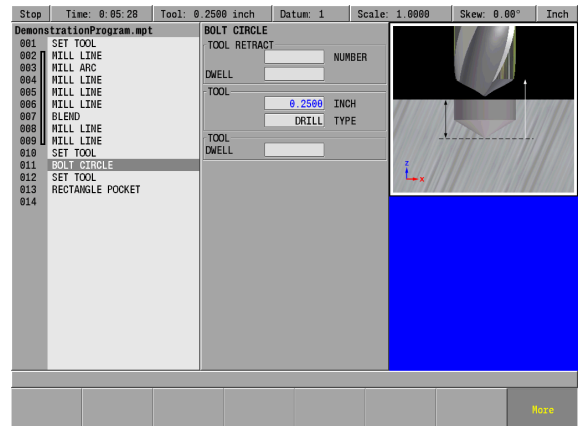 Stop Time: 0:05:28 Tool: 0.2500 inch Datum: 1 Scale: 1.0000 Skew: 0.00° Inch
DemonstrationProgram.mpt
001 SET TOOL
002 MILL LINE
003 MILL ARC
004 MILL LINE
005 MILL LINE
006 MILL LINE
007 BLEND
008 MILL LINE
009 MILL LINE
010 SET TOOL
011 BOLT CIRCLE
012 SET TOOL
013 RECTANGLE POCKET
014
BOLT CIRCLE
TOOL RETRACT
NUMBER
DWELL
TOOL
0.2500 INCH
DRILL TYPE
TOOL
DWELL
z
x
More